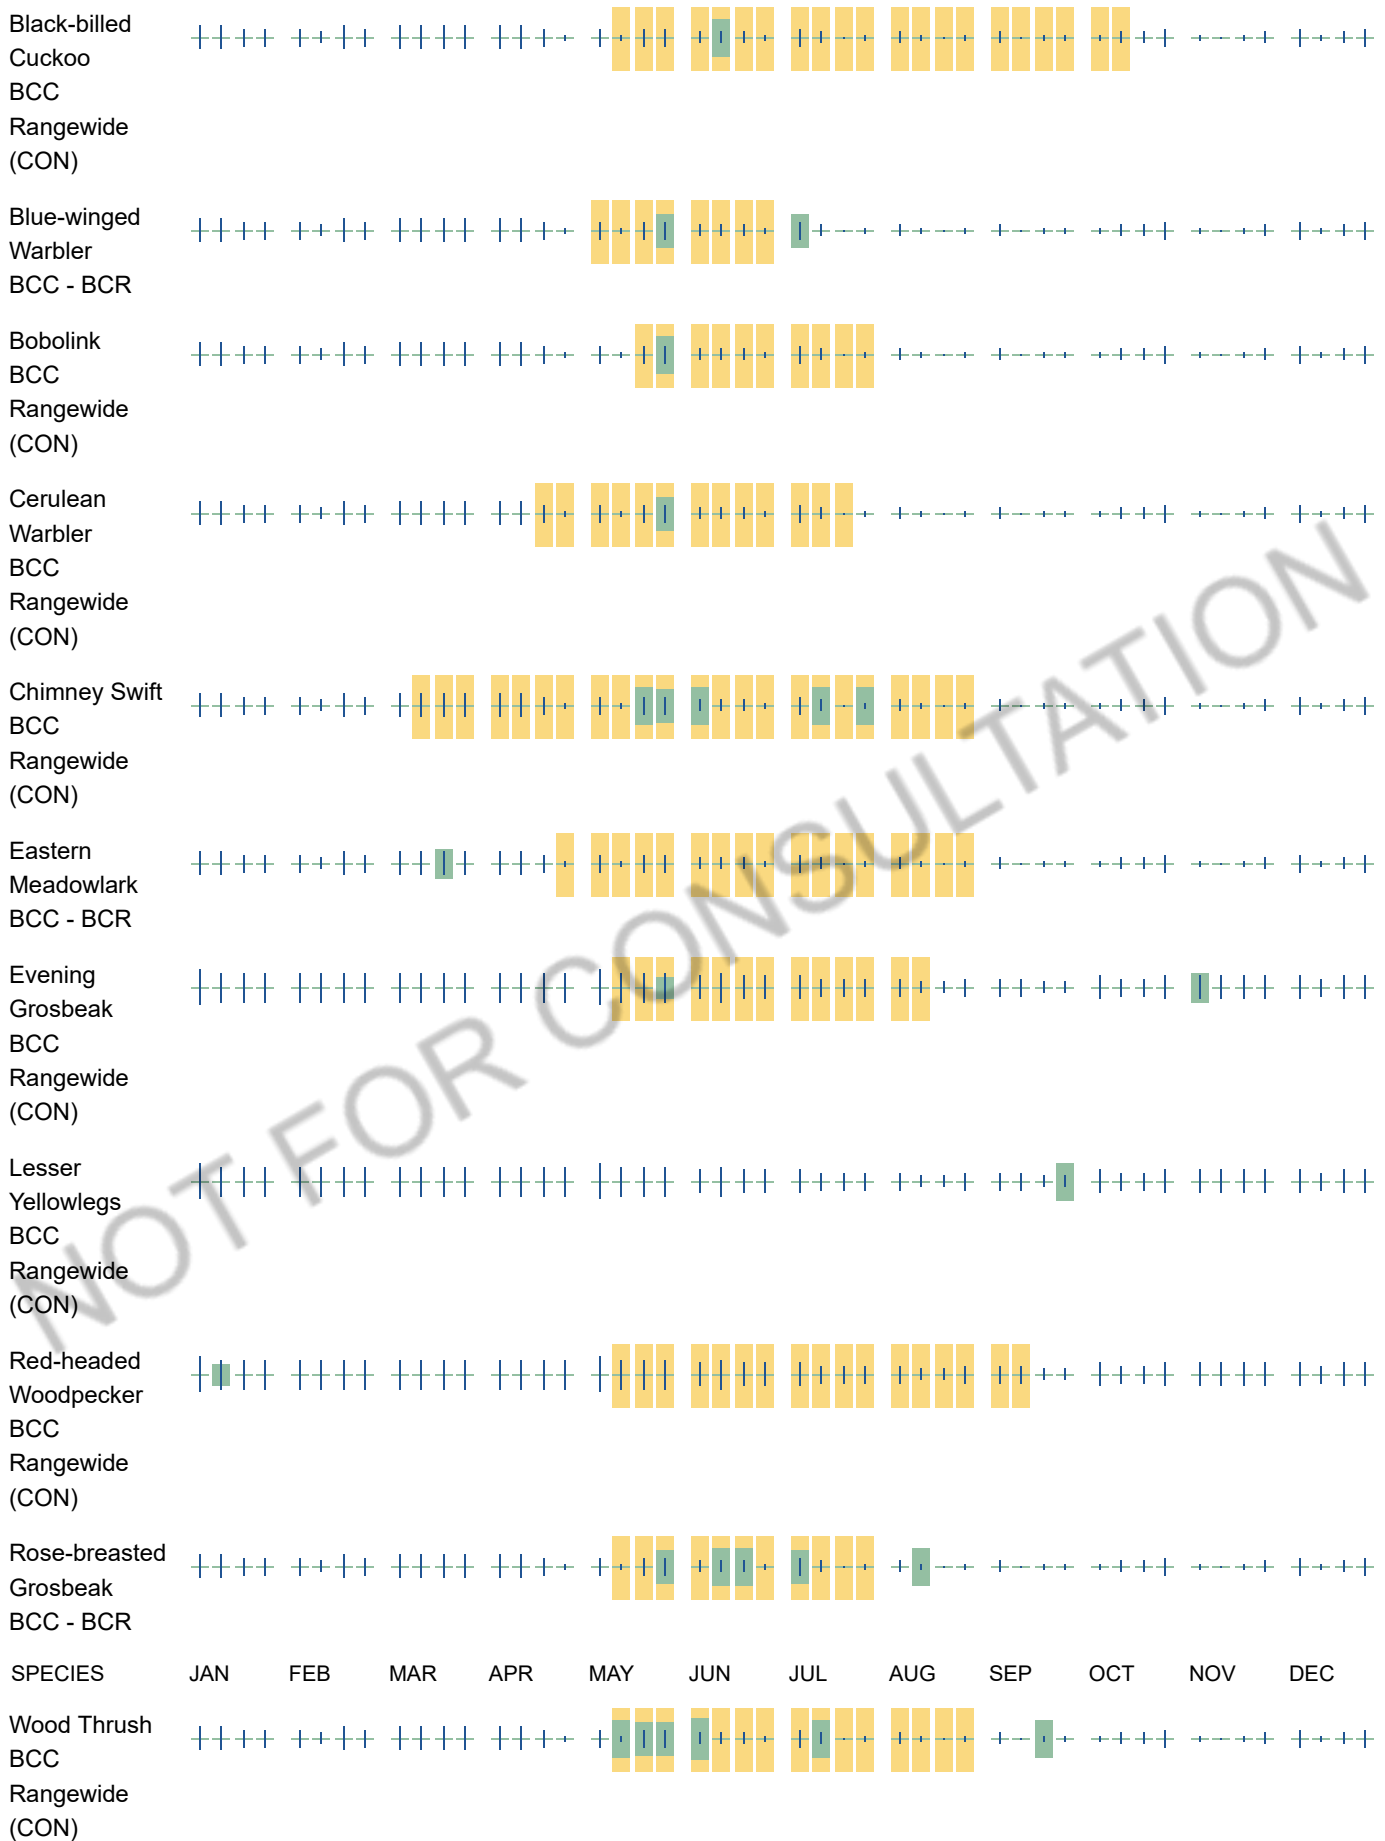 Black-billed
Cuckoo
BCC
Rangewide
(CON)
Blue-winged
Warbler
BCC - BCR
Bobolink
BCC
Rangewide
(CON)
Cerulean
Warbler
BCC
Rangewide
(CON)
Chimney Swift
BCC
Rangewide
(CON)
Eastern
Meadowlark
BCC - BCR
Evening
Grosbeak
BCC
Rangewide
(CON)
Lesser
Yellowlegs
BCC
Rangewide
(CON)
Red-headed
Woodpecker
BCC
Rangewide
(CON)
Rose-breasted
Grosbeak
BCC - BCR
SPECIES JAN FEB MAR APR MAY JUN JUL AUG SEP OCT NOV DEC
Wood Thrush
BCC
Rangewide
(CON)
NOT FOR CONSULTATION